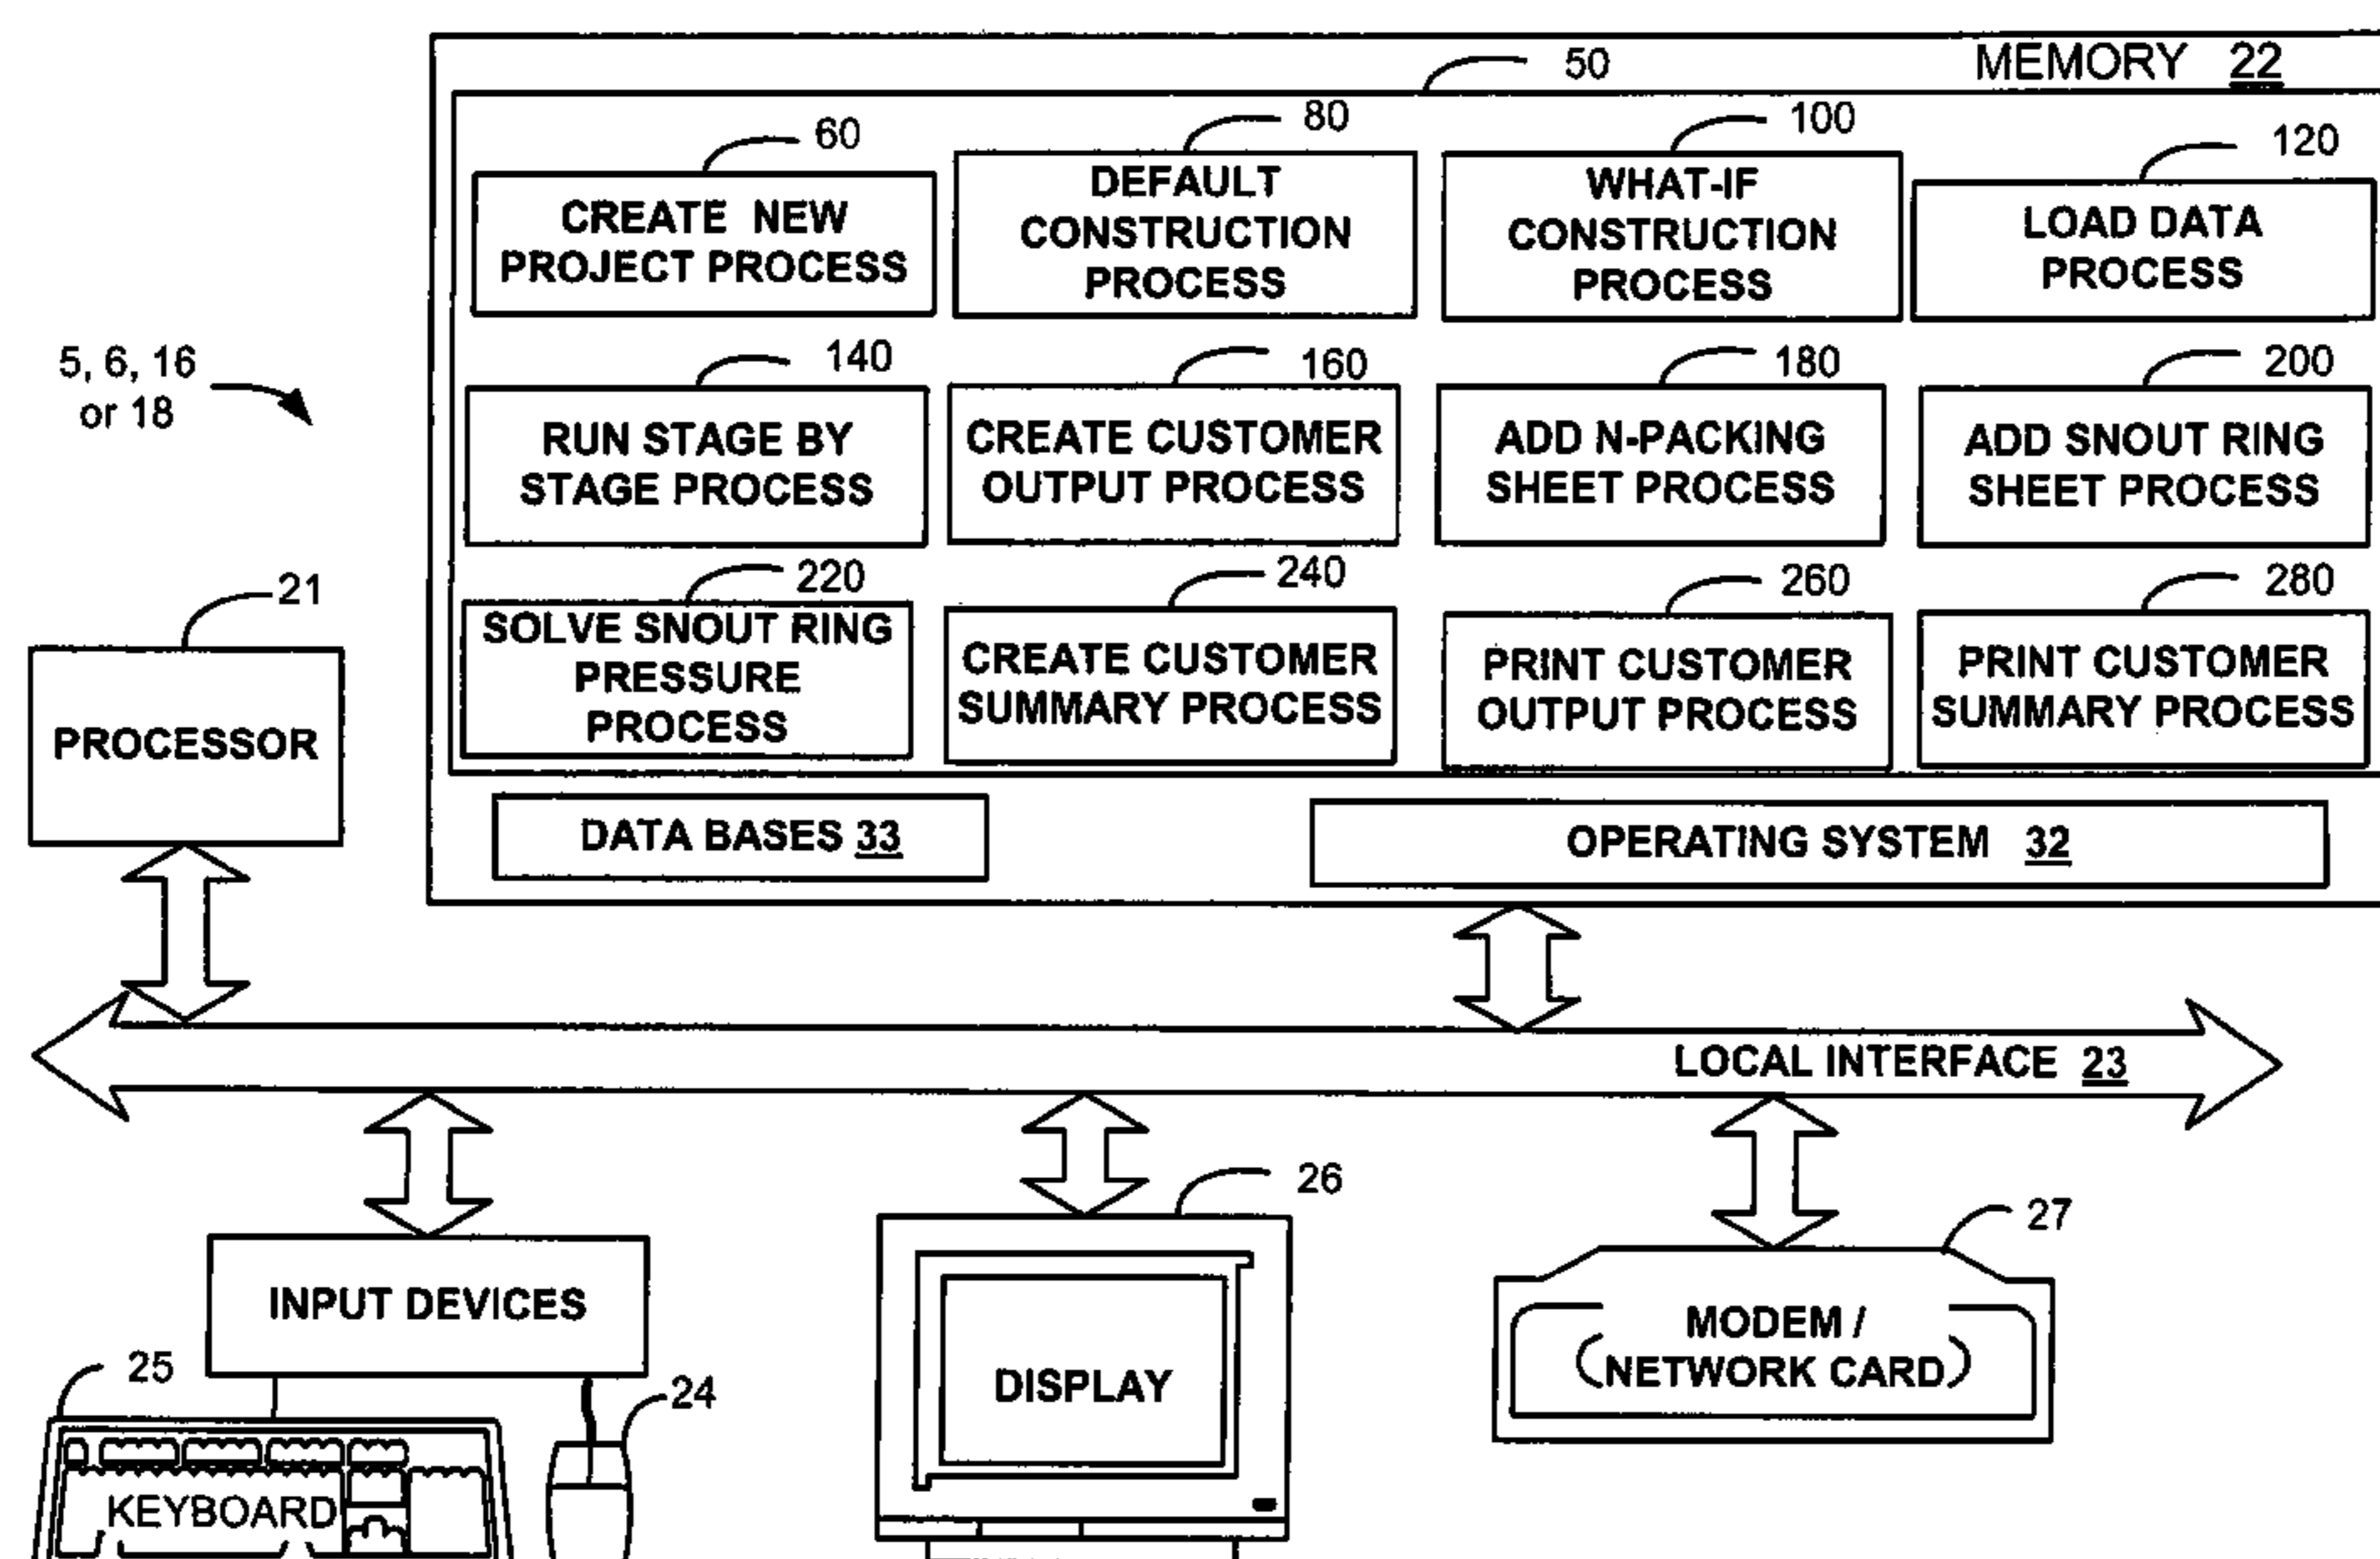 MEMORY 22
50
60
CREATE NEW
PROJECT PROCESS
80
DEFAULT
CONSTRUCTION
PROCESS
100
WHAT-IF
CONSTRUCTION
PROCESS
120
LOAD DATA
PROCESS
5, 6, 16
or 18
140
RUN STAGE BY
STAGE PROCESS
160
CREATE CUSTOMER
OUTPUT PROCESS
180
ADD N-PACKING
SHEET PROCESS
200
ADD SNOUT RING
SHEET PROCESS
220
SOLVE SNOUT RING
PRESSURE
PROCESS
240
CREATE CUSTOMER
SUMMARY PROCESS
260
PRINT CUSTOMER
OUTPUT PROCESS
280
PRINT CUSTOMER
SUMMARY PROCESS
21
PROCESSOR
DATA BASES 33
OPERATING SYSTEM 32
LOCAL INTERFACE 23
INPUT DEVICES
25
KEYBOARD
24
26
DISPLAY
27
MODEM /
NETWORK CARD